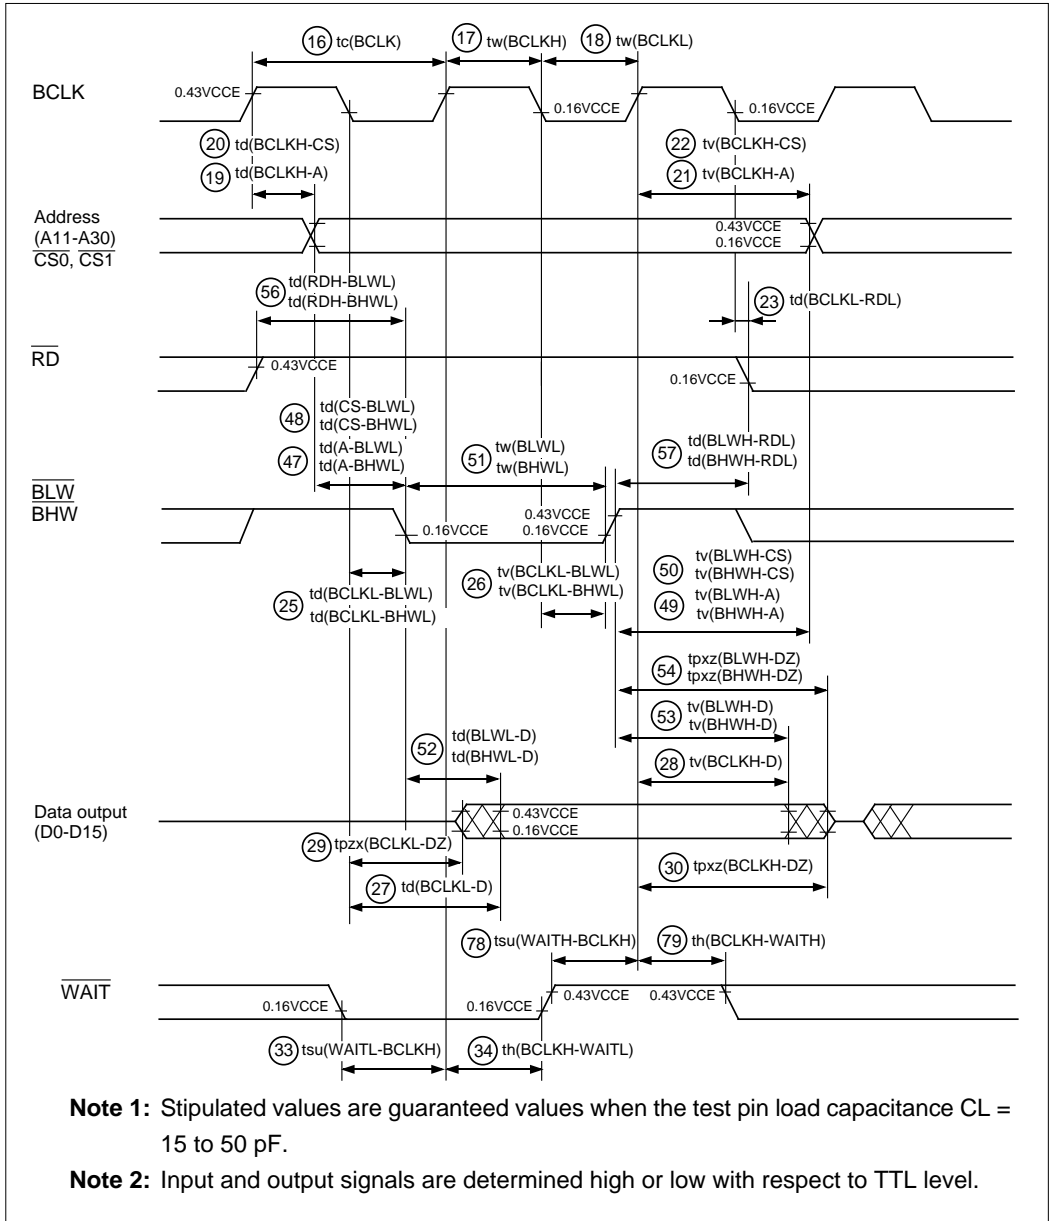 16 tc(BCLK) 17 tw(BCLKH) 18 tw(BCLKL)
BCLK
0.43VCCE 0.16VCCE 0.16VCCE
20 td(BCLKH-CS) 22 tv(BCLKH-CS)
19 td(BCLKH-A) 21 tv(BCLKH-A)
Address
(A11-A30)
CS0, CS1
0.43VCCE
0.16VCCE
56 td(RDH-BLWL)
td(RDH-BHWL)
23 td(BCLKL-RDL)
RD
0.43VCCE 0.16VCCE
48 td(CS-BLWL)
td(CS-BHWL)
47 td(A-BLWL)
td(A-BHWL)
51 tw(BLWL)
tw(BHWL)
57 td(BLWH-RDL)
td(BHWH-RDL)
BLW
BHW
0.43VCCE
0.16VCCE 0.16VCCE
25 td(BCLKL-BLWL)
td(BCLKL-BHWL)
26 tv(BCLKL-BLWL)
tv(BCLKL-BHWL)
50 tv(BLWH-CS)
tv(BHWH-CS)
49 tv(BLWH-A)
tv(BHWH-A)
54 tpxz(BLWH-DZ)
tpxz(BHWH-DZ)
53 tv(BLWH-D)
tv(BHWH-D)
52 td(BLWL-D)
td(BHWL-D)
28 tv(BCLKH-D)
Data output
(D0-D15)
0.43VCCE
0.16VCCE
29 tpzx(BCLKL-DZ)
27 td(BCLKL-D)
30 tpxz(BCLKH-DZ)
78 tsu(WAITH-BCLKH) 79 th(BCLKH-WAITH)
WAIT
0.16VCCE 0.16VCCE 0.43VCCE 0.43VCCE
33 tsu(WAITL-BCLKH) 34 th(BCLKH-WAITL)
Note 1: Stipulated values are guaranteed values when the test pin load capacitance CL =
15 to 50 pF.
Note 2: Input and output signals are determined high or low with respect to TTL level.